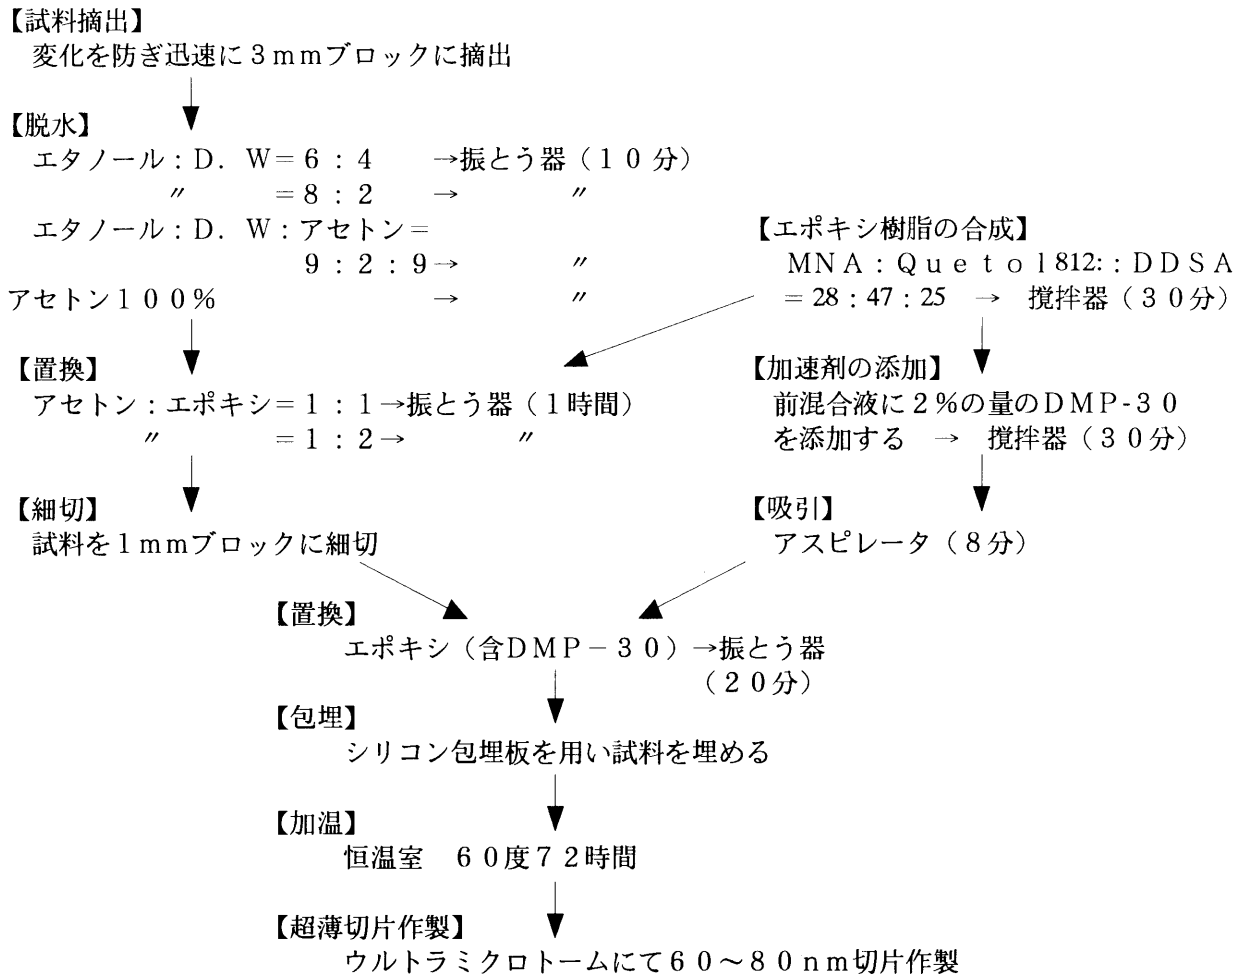 【試料摘出】
変化を防ぎ迅速に３ｍｍブロックに摘出
【脱水】
エタノール：Ｄ．Ｗ＝６：４　→振とう器（１０分）
〃　＝８：２　→　〃
エタノール：Ｄ．Ｗ：アセトン＝
９：２：９→　〃
アセトン１００％　→　〃
【エポキシ樹脂の合成】
ＭＮＡ：Ｑｕｅｔｏｌ812:：ＤＤＳＡ
＝28：47：25　→　撹拌器（３０分）
【置換】
アセトン：エポキシ＝１：１→振とう器（１時間）
〃　＝１：２→　〃
【加速剤の添加】
前混合液に２％の量のＤＭＰ-３０
を添加する　→　撹拌器（３０分）
【細切】
試料を１ｍｍブロックに細切
【吸引】
アスピレータ（８分）
【置換】
エポキシ（含ＤＭＰ－３０）→振とう器
（２０分）
【包埋】
シリコン包埋板を用い試料を埋める
【加温】
恒温室　６０度７２時間
【超薄切片作製】
ウルトラミクロトームにて６０～８０ｎｍ切片作製